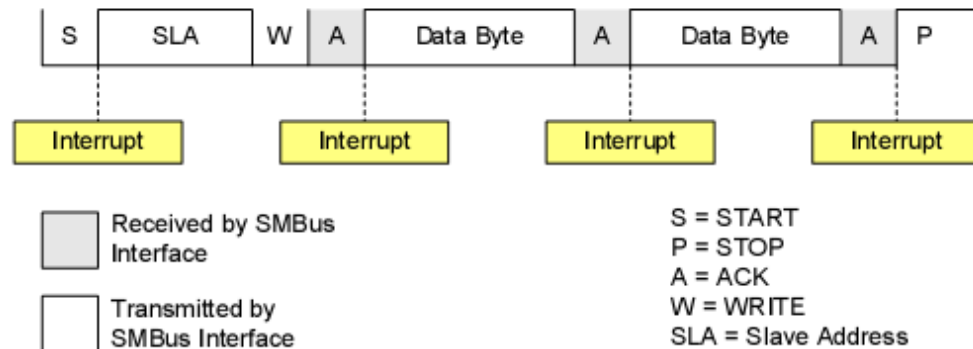 S SLA W A Data Byte A Data Byte A P
Interrupt Interrupt Interrupt Interrupt
Received by SMBus
Interface
Transmitted by
SMBus Interface
S = START
P = STOP
A = ACK
W = WRITE
SLA = Slave Address